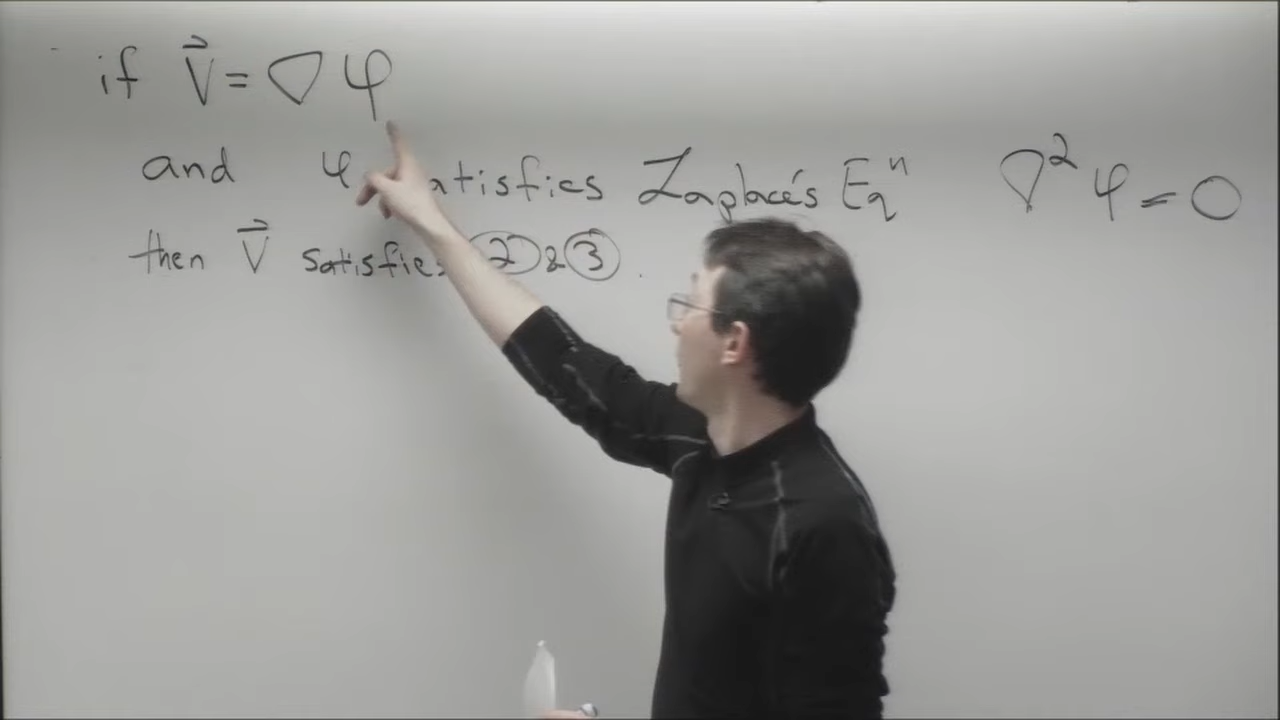 if V⃗ = ∇φ
and φ satisfies Laplace's Eqⁿ ∇²φ = 0
then V⃗ satisfies ② & ③.